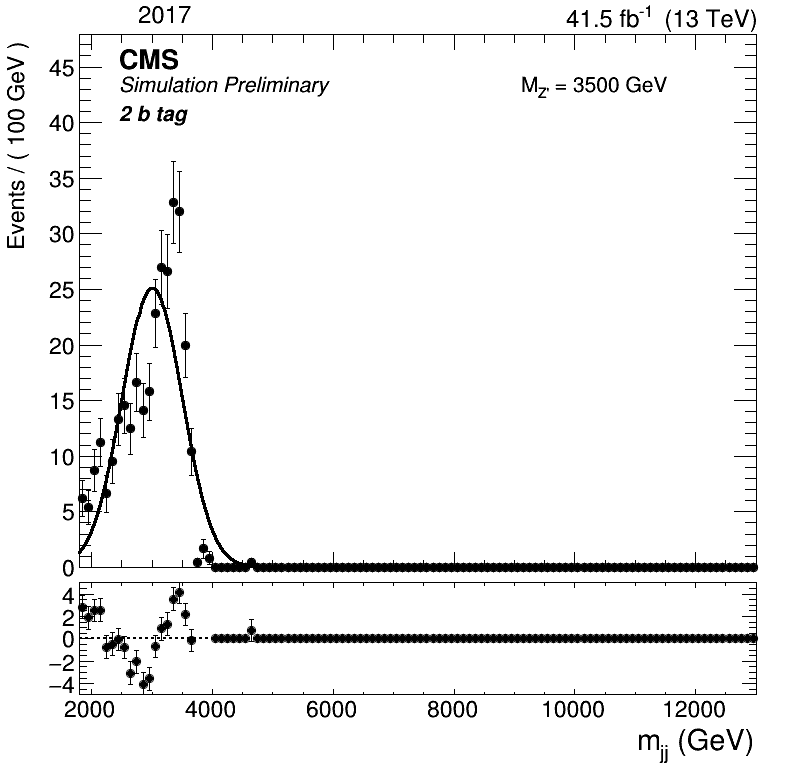 2017 41.5 fb-1 (13 TeV)
CMS
Simulation Preliminary
MZ' = 3500 GeV
2 b tag
Events / ( 100 GeV )
45
40
35
30
25
20
15
10
5
0
4
2
0
−2
−4
2000 4000 6000 8000 10000 12000
mjj (GeV)